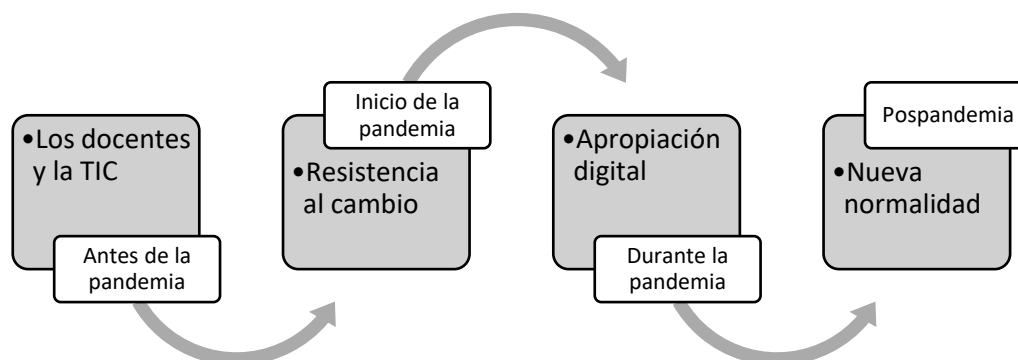 •Los docentes
y la TIC
Antes de la
pandemia
Inicio de la
pandemia
•Resistencia
al cambio
•Apropiación
digital
Durante la
pandemia
Pospandemia
•Nueva
normalidad